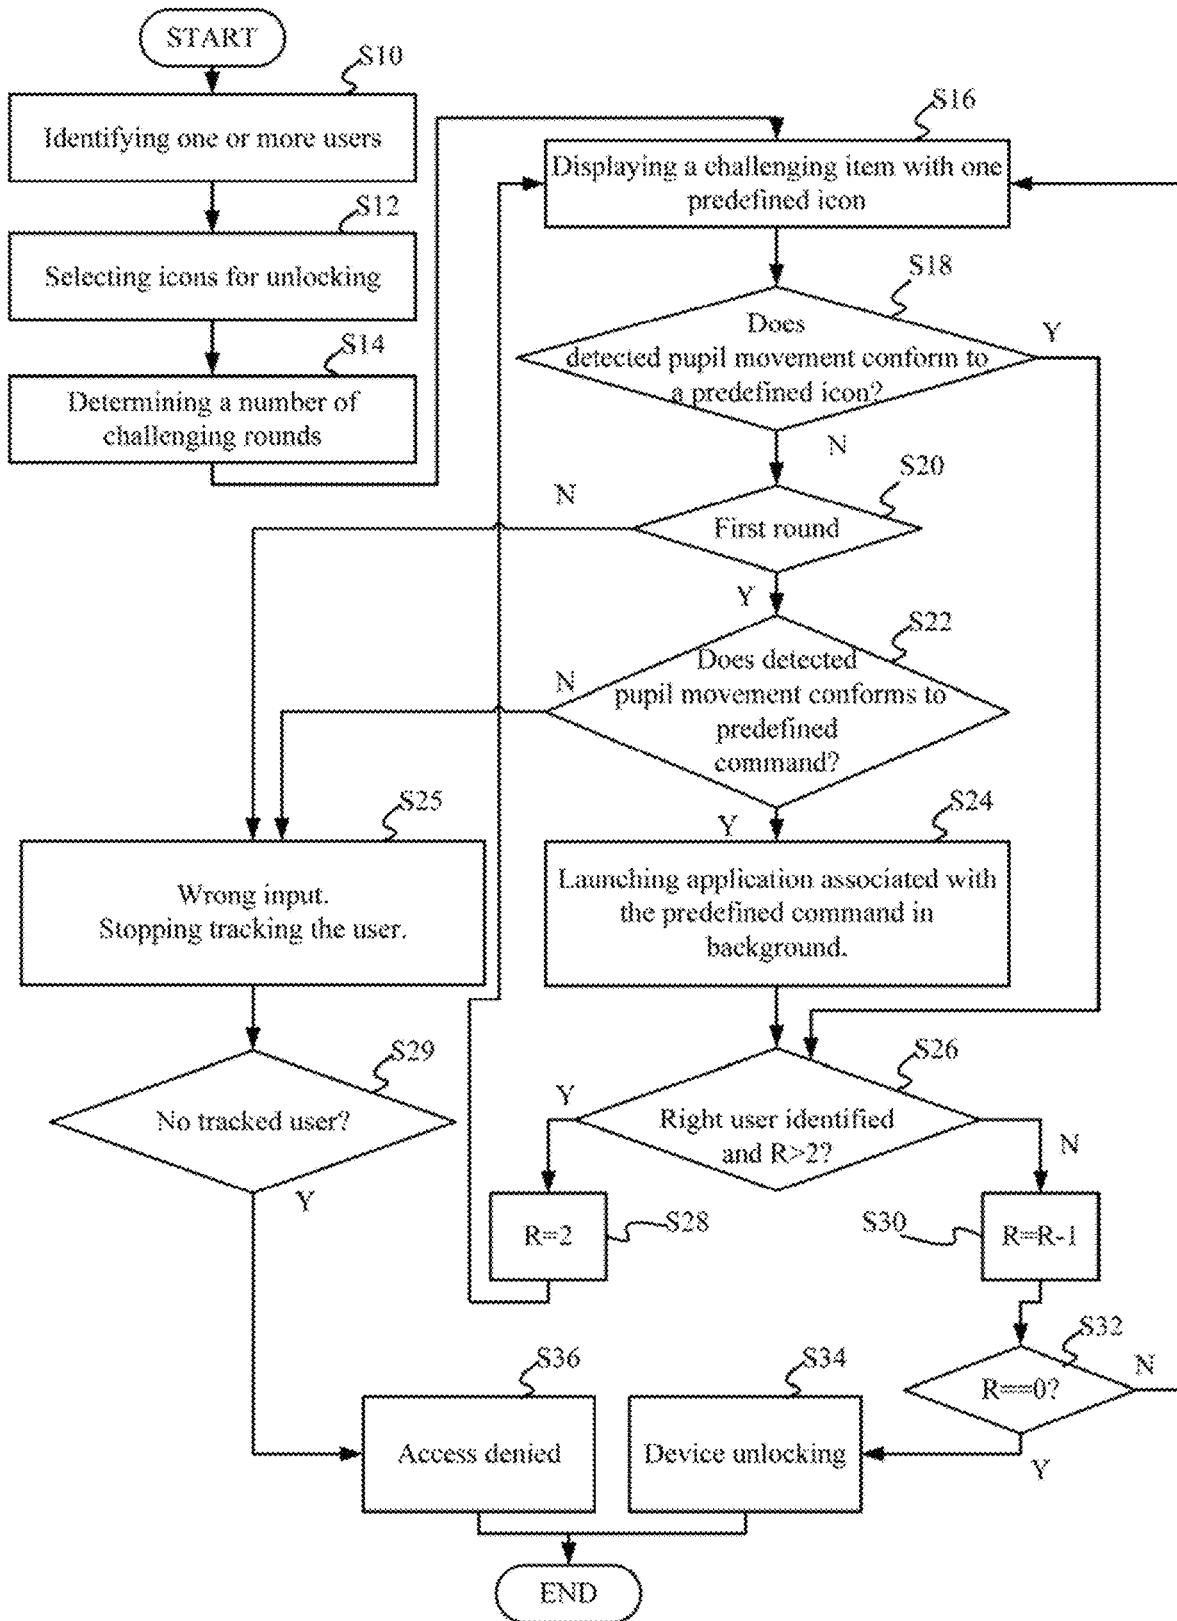 START
S10
Identifying one or more users
S12
Selecting icons for unlocking
S14
Determining a number of
challenging rounds
S16
Displaying a challenging item with one
predefined icon
S18
Does
detected pupil movement conform to
a predefined icon?
Y
N
S20
First round
N
Y
S22
Does detected
pupil movement conforms to
predefined
command?
N
Y
S25
Wrong input.
Stopping tracking the user.
S24
Launching application associated with
the predefined command in
background.
S29
No tracked user?
Y
S26
Right user identified
and R>2?
Y
N
R=2
S28
S30
R=R-1
S32
R==0?
N
Y
S36
Access denied
S34
Device unlocking
END